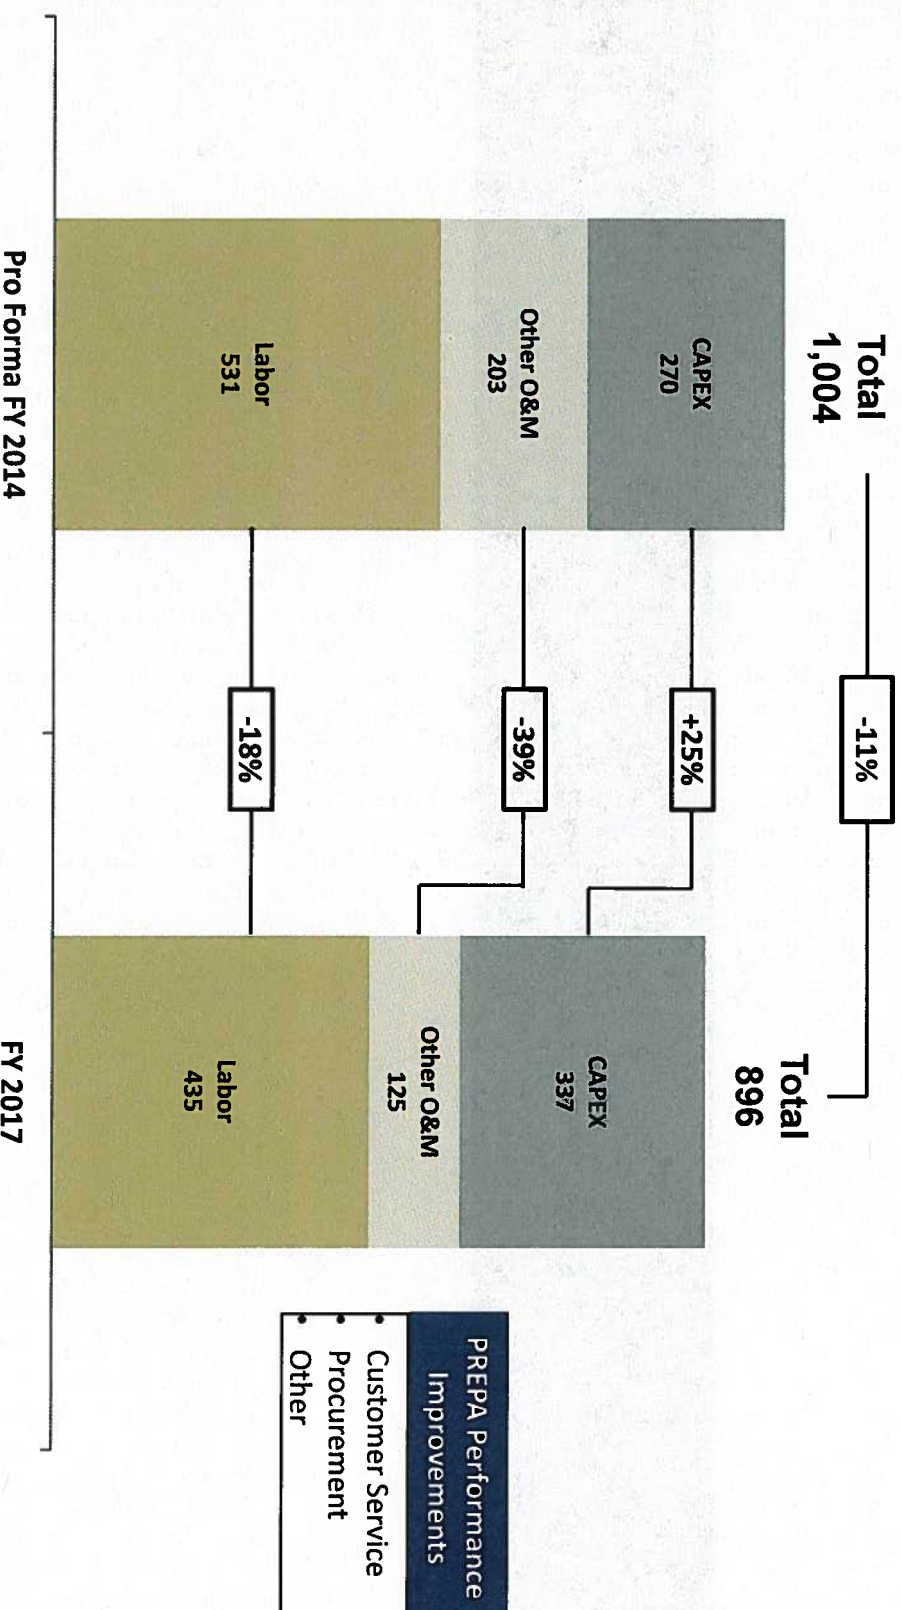 Total
1,004
-11%
Total
896
CAPEX
270
+25%
CAPEX
337
Other O&M
203
-39%
Other O&M
125
Labor
531
-18%
Labor
435
Pro Forma FY 2014
FY 2017
PREPA Performance
Improvements
• Customer Service
• Procurement
• Other